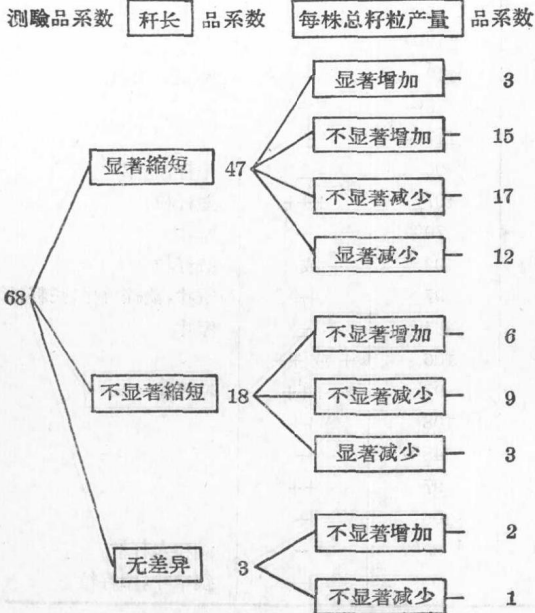 测驗品系数 秆长 品系数 每株总籽粒产量 品系数
显著增加 3
不显著增加 15
显著縮短 47
不显著减少 17
显著减少 12
68
不显著增加 6
不显著縮短 18 不显著减少 9
显著减少 3
不显著增加 2
无差异 3
不显著减少 1